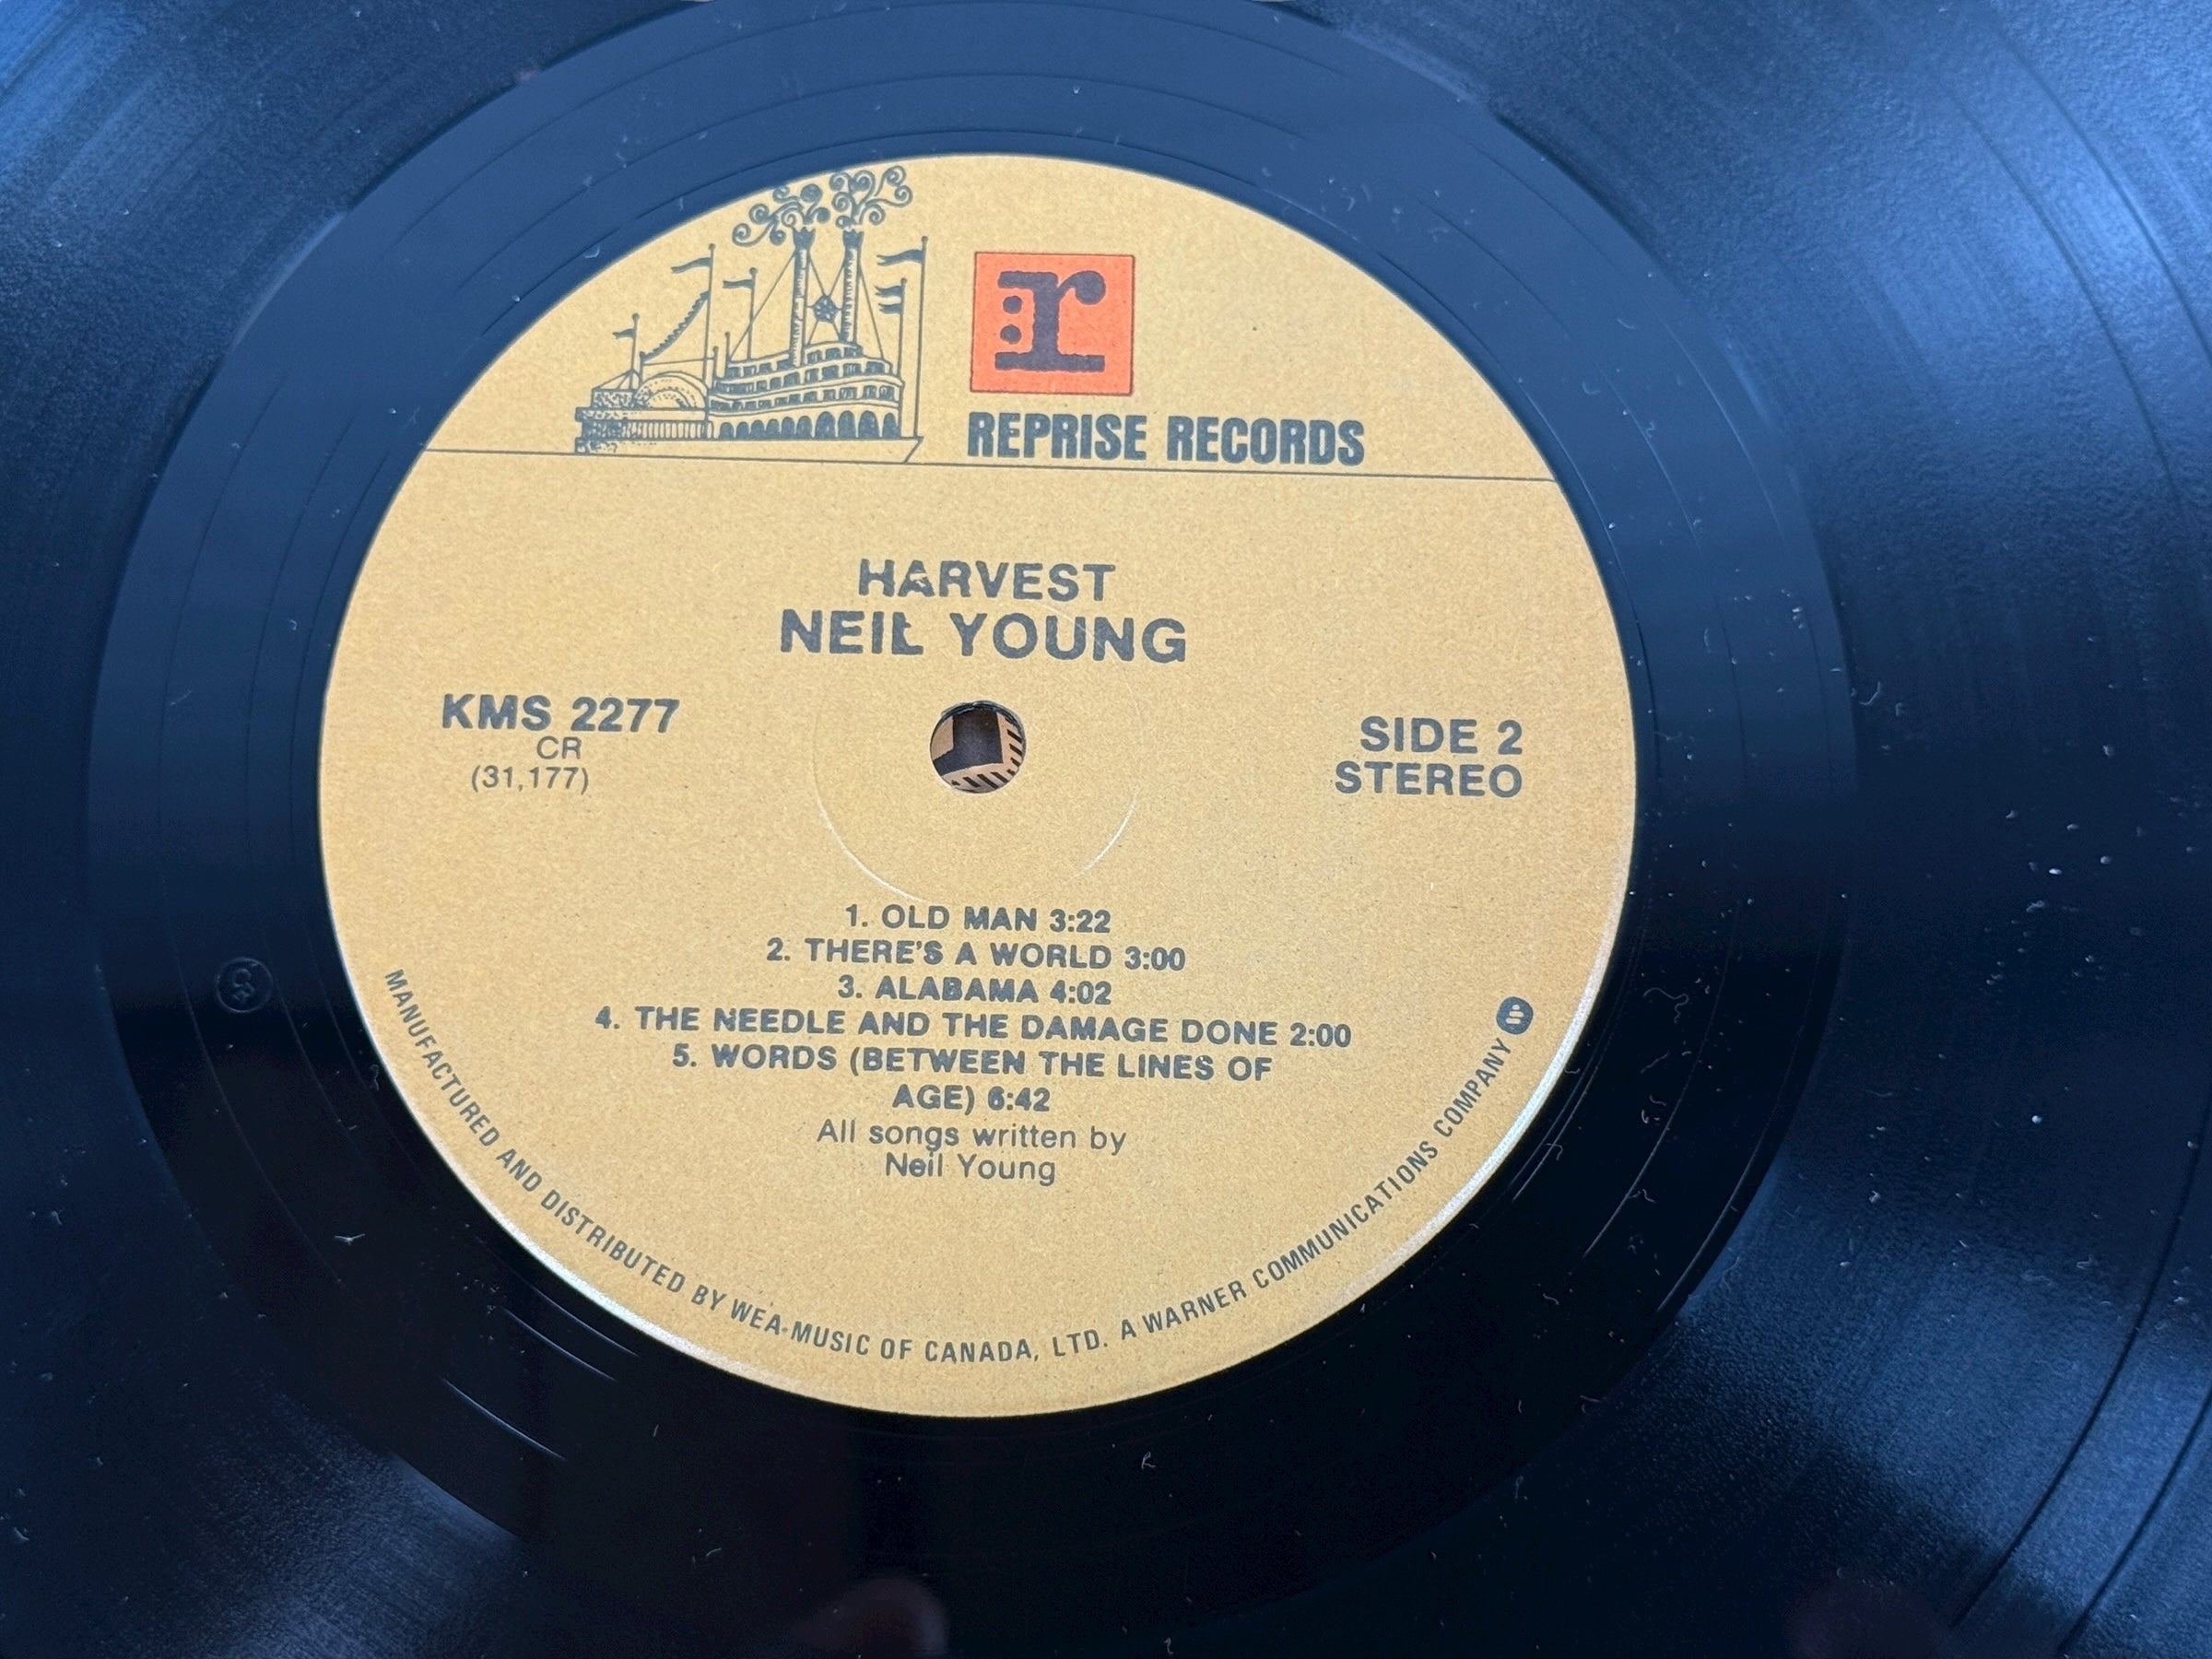 r
REPRISE RECORDS
HARVEST
NEIL YOUNG
KMS 2277
CR
(31,177)
SIDE 2
STEREO
1. OLD MAN 3:22
2. THERE'S A WORLD 3:00
3. ALABAMA 4:02
4. THE NEEDLE AND THE DAMAGE DONE 2:00
5. WORDS (BETWEEN THE LINES OF
AGE) 6:42
All songs written by
Neil Young
MANUFACTURED AND DISTRIBUTED BY WEA-MUSIC OF CANADA, LTD. A WARNER COMMUNICATIONS COMPANY